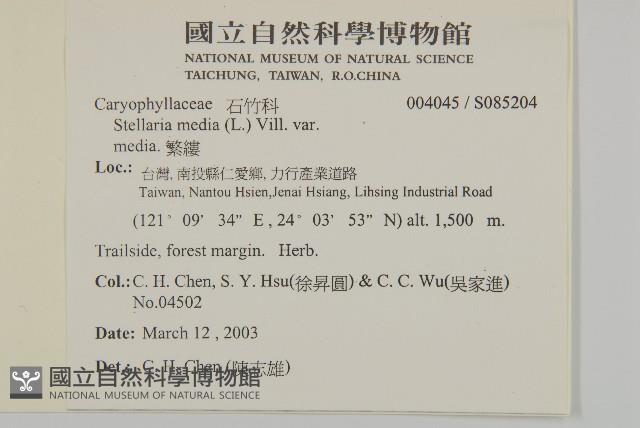 國立自然科學博物館
NATIONAL MUSEUM OF NATURAL SCIENCE
TAICHUNG, TAIWAN, R.O.CHINA
Caryophyllaceae 石竹科 004045 / S085204
Stellaria media (L.) Vill. var.
media. 繁縷
Loc.: 台灣, 南投縣仁愛鄉, 力行產業道路
Taiwan, Nantou Hsien,Jenai Hsiang, Lihsing Industrial Road
(121° 09' 34" E , 24° 03' 53" N) alt. 1,500 m.
Trailside, forest margin. Herb.
Col.: C. H. Chen, S. Y. Hsu(徐昇圓) & C. C. Wu(吳家進)
No.04502
Date: March 12 , 2003
Det.: C. H. Chen (陳志雄)
國立自然科學博物館
NATIONAL MUSEUM OF NATURAL SCIENCE